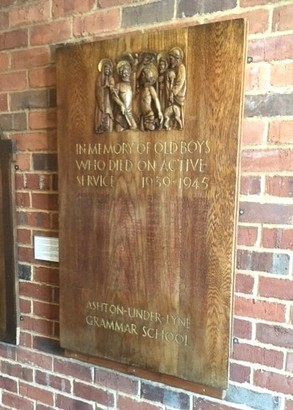 IN MEMORY OF OLD BOYS
WHO DIED ON ACTIVE
SERVICE 1939-1945
ASHTON-UNDER-LYNE
GRAMMAR SCHOOL